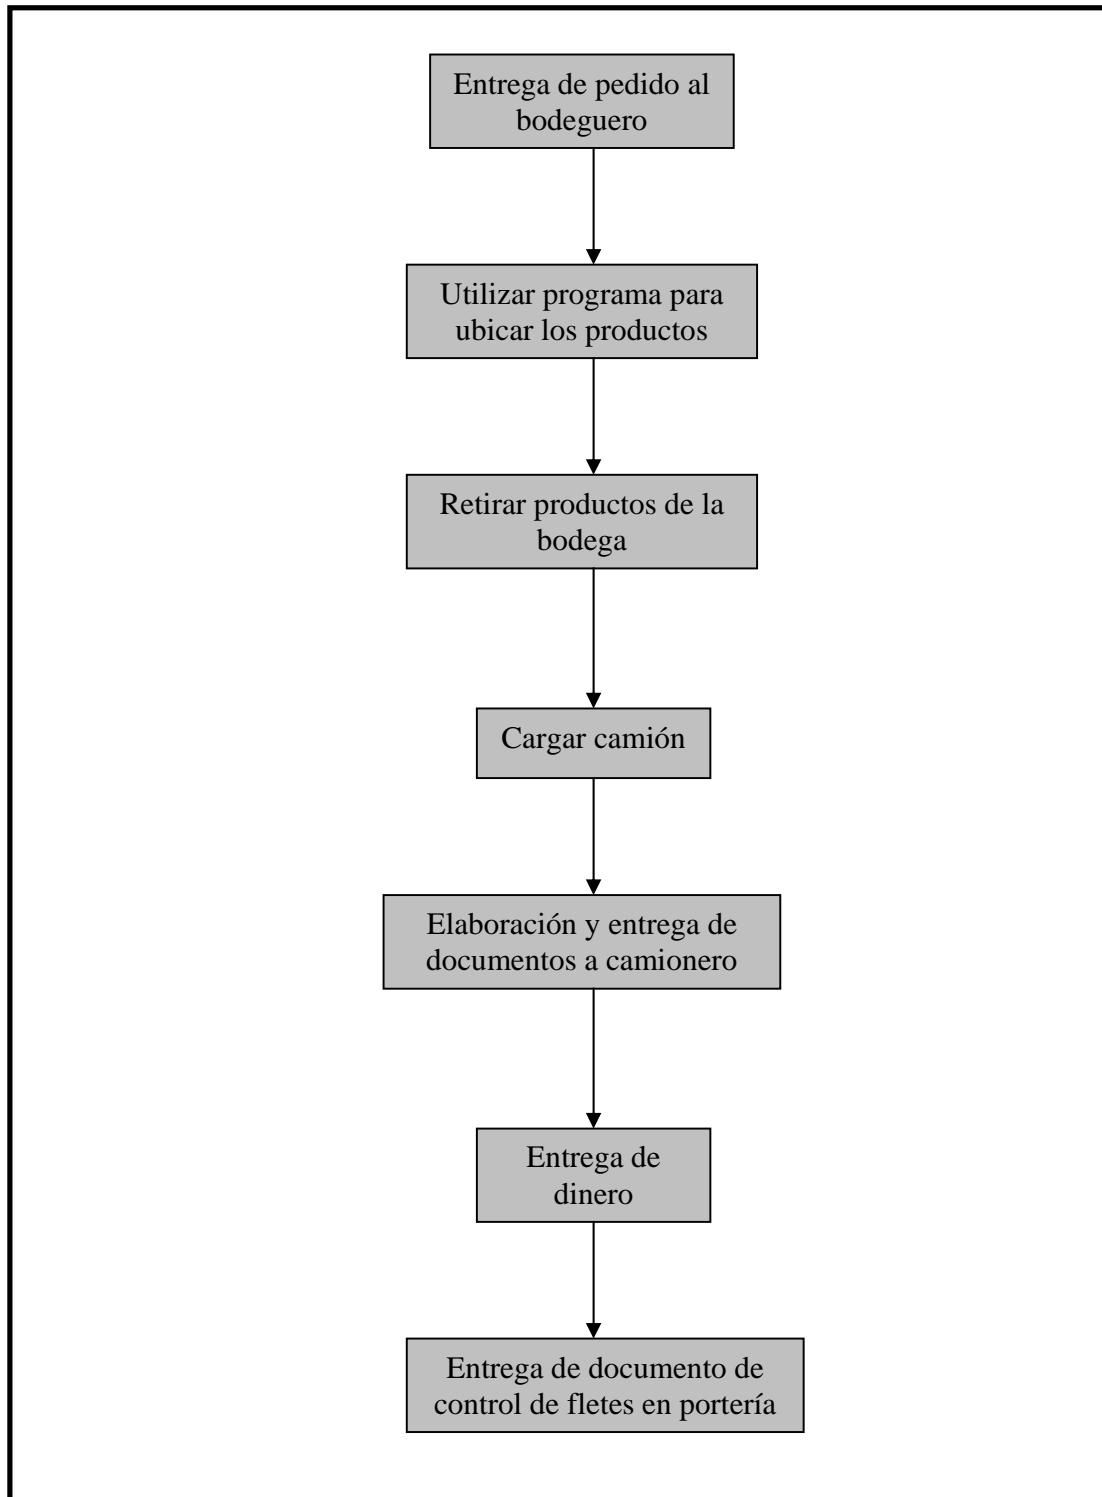 Entrega de pedido al
bodeguero
Utilizar programa para
ubicar los productos
Retirar productos de la
bodega
Cargar camión
Elaboración y entrega de
documentos a camionero
Entrega de
dinero
Entrega de documento de
control de fletes en portería